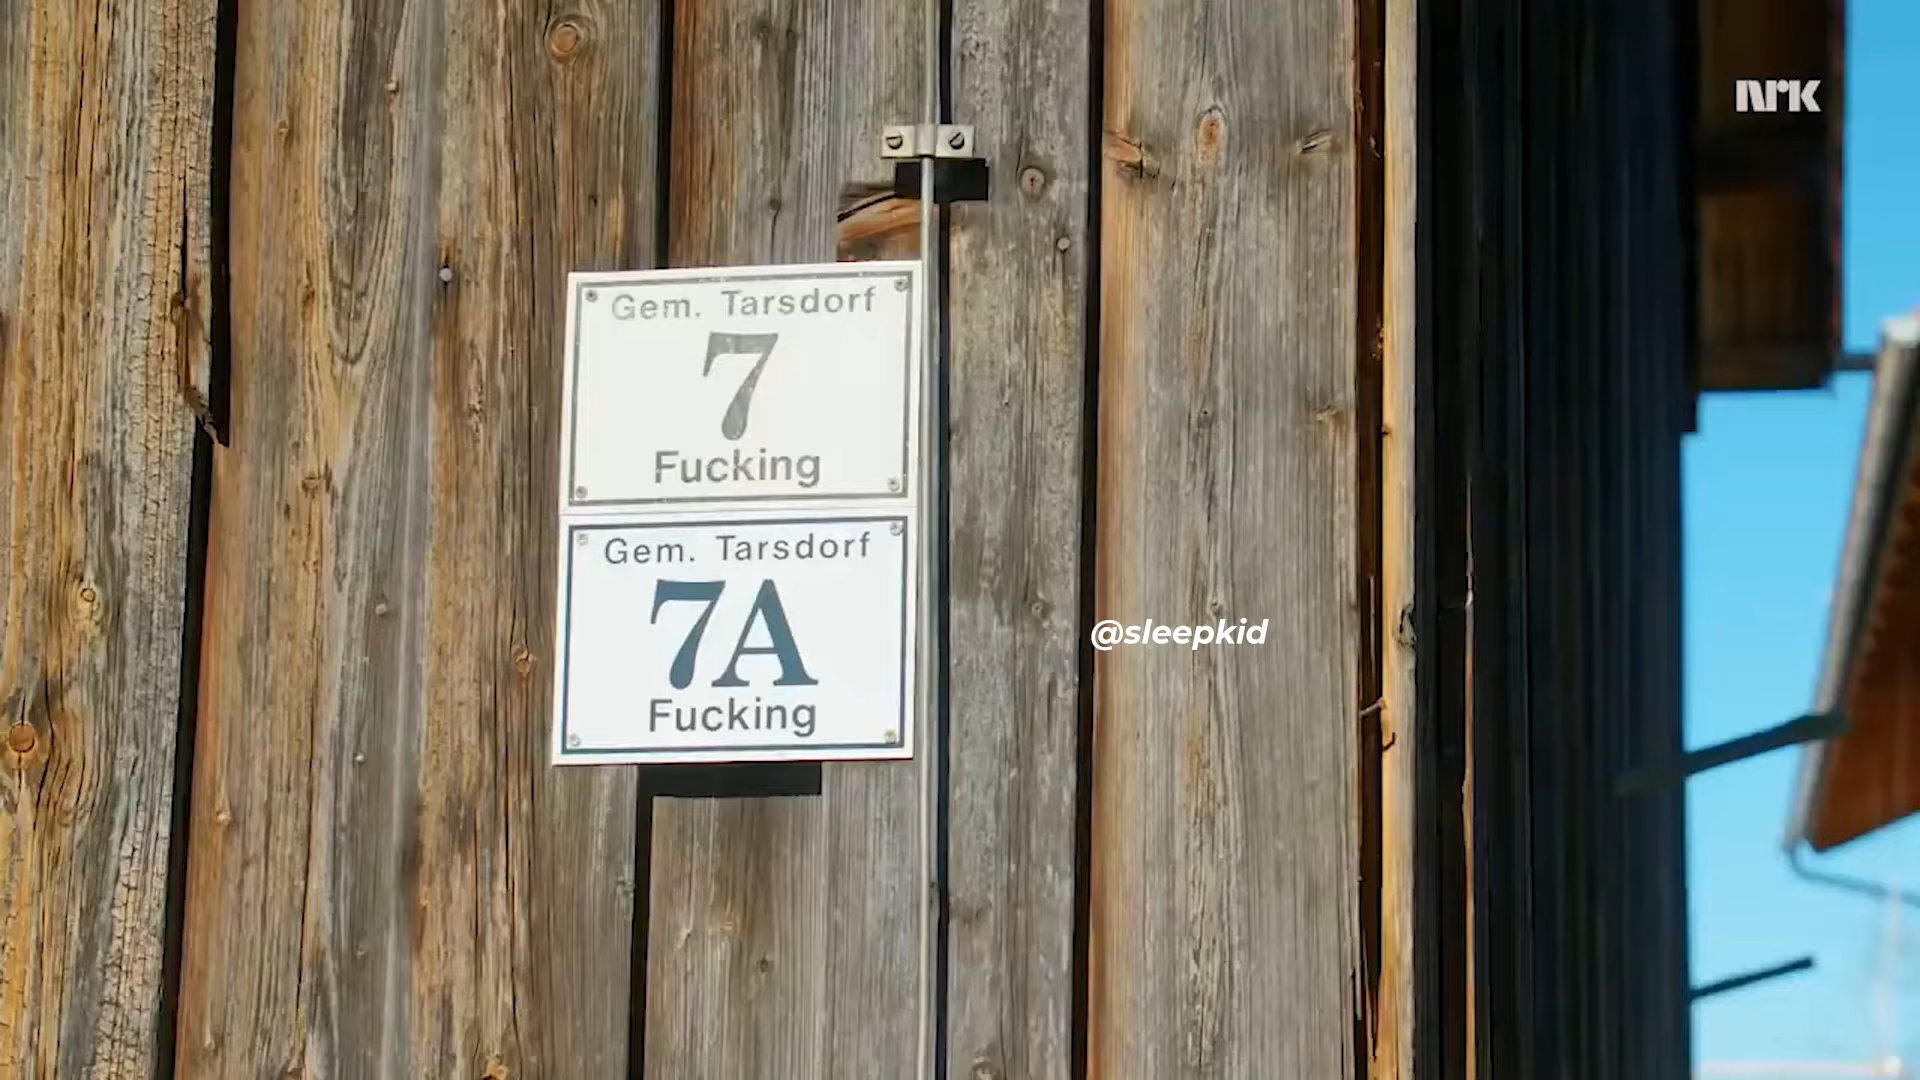 NRK
Gem. Tarsdorf
7
Fucking
Gem. Tarsdorf
7A
Fucking
@sleepkid